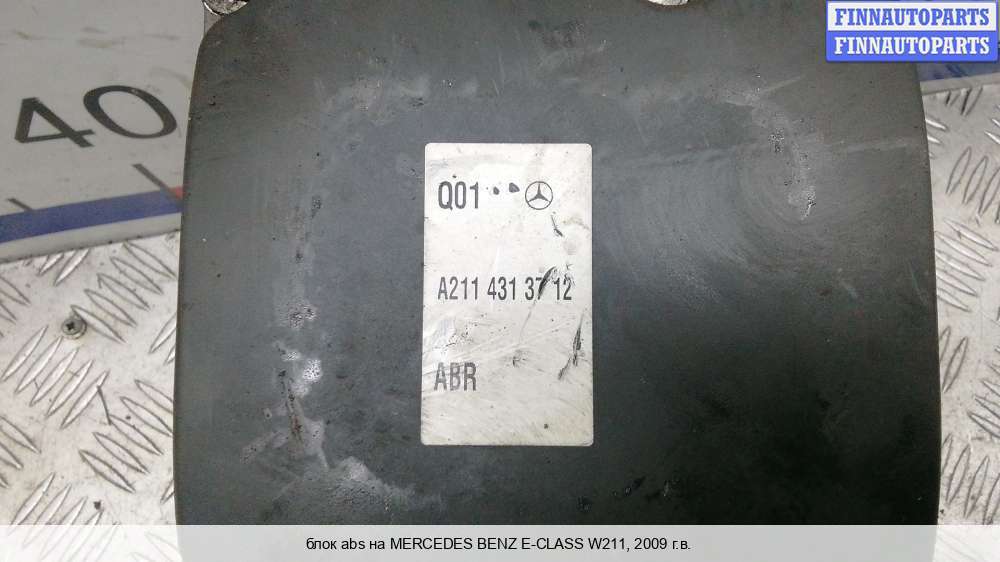 FINNAUTOPARTS
FINNAUTOPARTS
40
Q01
A211 431 37 12
ABR
блок abs на MERCEDES BENZ E-CLASS W211, 2009 г.в.